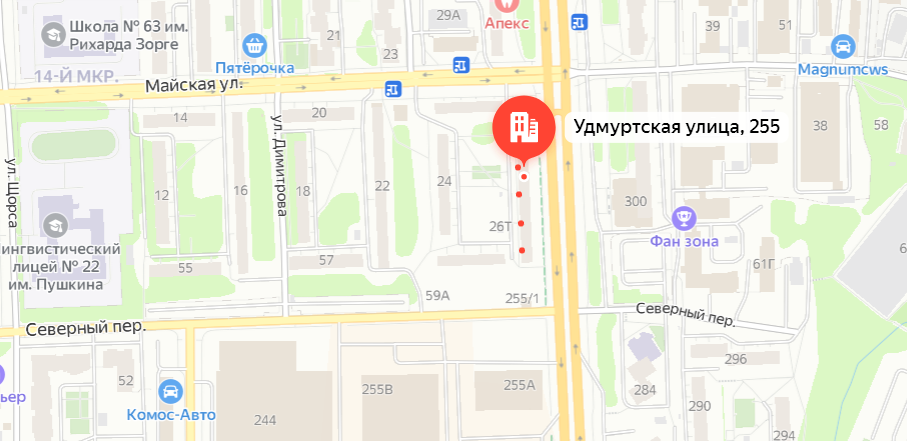 Школа № 63 им.
Рихарда Зорге
29А
Апекс
55
21
39
Пятёрочка
23
Magnumcws
14-Й МКР.
Майская ул.
14
20
Удмуртская улица, 255
38
58
ул. Щорса
ул. Димитрова
12
16
18
22
24
300
26Т
Фан зона
нгвистический
лицей № 22
им. Пушкина
55
57
61Г
6
59А
255/1
Северный пер.
Северный пер.
296
52
255В
255А
284
ьер
Комос-Авто
244
290
294